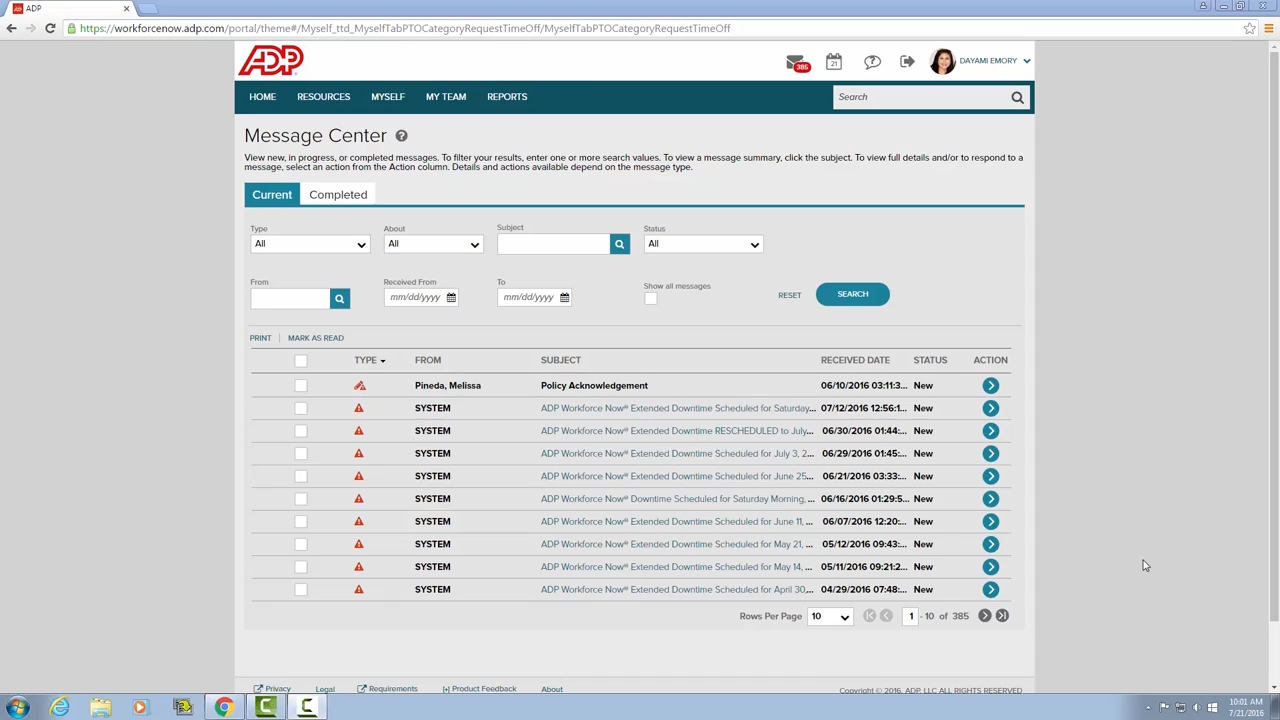 ADP
https://workforcenow.adp.com/portal/theme#/Myself_ttd_MyselfTabPTOCategoryRequestTimeOff/MyselfTabPTOCategoryRequestTimeOff
ADP
385
21
DAYAMI EMORY
HOME RESOURCES MYSELF MY TEAM REPORTS Search
Message Center ?
View new, in progress, or completed messages. To filter your results, enter one or more search values. To view a message summary, click the subject. To view full details and/or to respond to a
message, select an action from the Action column. Details and actions available depend on the message type.
Current Completed
Type About Subject Status
All All All
From Received From To Show all messages
mm/dd/yyyy mm/dd/yyyy RESET SEARCH
PRINT | MARK AS READ
TYPE FROM SUBJECT RECEIVED DATE STATUS ACTION
Pineda, Melissa Policy Acknowledgement 06/10/2016 03:11:3... New
SYSTEM ADP Workforce Now® Extended Downtime Scheduled for Saturday... 07/12/2016 12:56:1... New
SYSTEM ADP Workforce Now® Extended Downtime RESCHEDULED to July... 06/30/2016 01:44:... New
SYSTEM ADP Workforce Now® Extended Downtime Scheduled for July 3, 2... 06/29/2016 01:45:... New
SYSTEM ADP Workforce Now® Extended Downtime Scheduled for June 25... 06/21/2016 03:33:... New
SYSTEM ADP Workforce Now® Downtime Scheduled for Saturday Morning, ... 06/16/2016 01:29:5... New
SYSTEM ADP Workforce Now® Extended Downtime Scheduled for June 11, ... 06/07/2016 12:20:... New
SYSTEM ADP Workforce Now® Extended Downtime Scheduled for May 21, ... 05/12/2016 09:43:... New
SYSTEM ADP Workforce Now® Extended Downtime Scheduled for May 14, ... 05/11/2016 09:21:2... New
SYSTEM ADP Workforce Now® Extended Downtime Scheduled for April 30,... 04/29/2016 07:48:... New
Rows Per Page 10 1 - 10 of 385
Privacy Legal Requirements [+] Product Feedback About Copyright © 2016, ADP, LLC ALL RIGHTS RESERVED
10:01 AM
7/21/2016